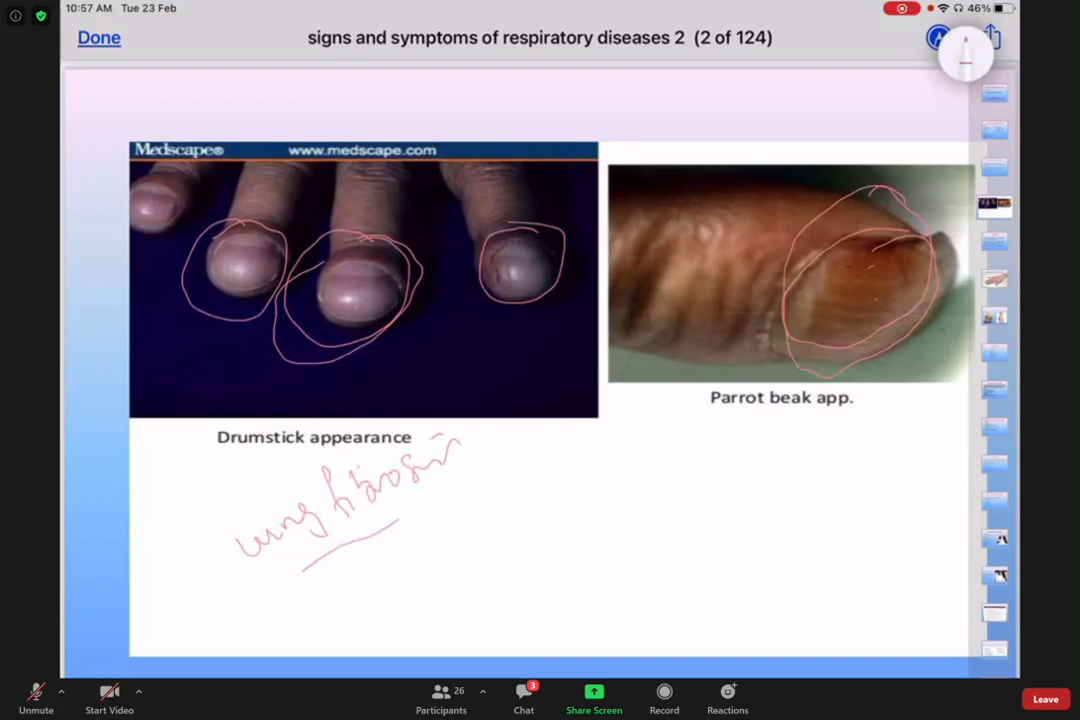 10:57 AM Tue 23 Feb
46%
Done
signs and symptoms of respiratory diseases 2 (2 of 124)
Medscape® www.medscape.com
Parrot beak app.
Drumstick appearance
lung fibrosis
26
3
Unmute
Start Video
Participants
Chat
Share Screen
Record
Reactions
Leave